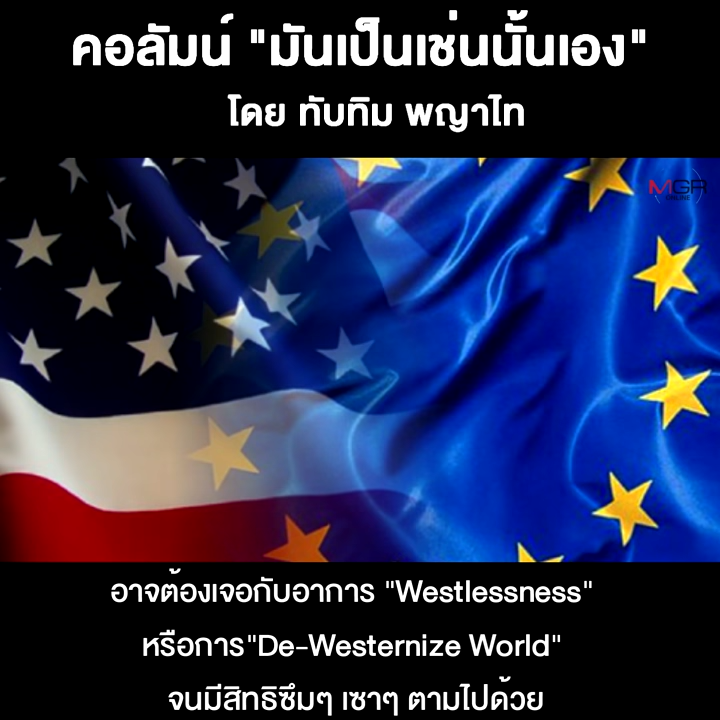 คอลัมน์ "มันเป็นเช่นนั้นเอง"
โดย ทับทิม พญาไท
MGR
ONLINE
อาจต้องเจอกับอาการ "Westlessness"
หรือการ"De-Westernize World"
จนมีสิทธิซึมๆ เซาๆ ตามไปด้วย